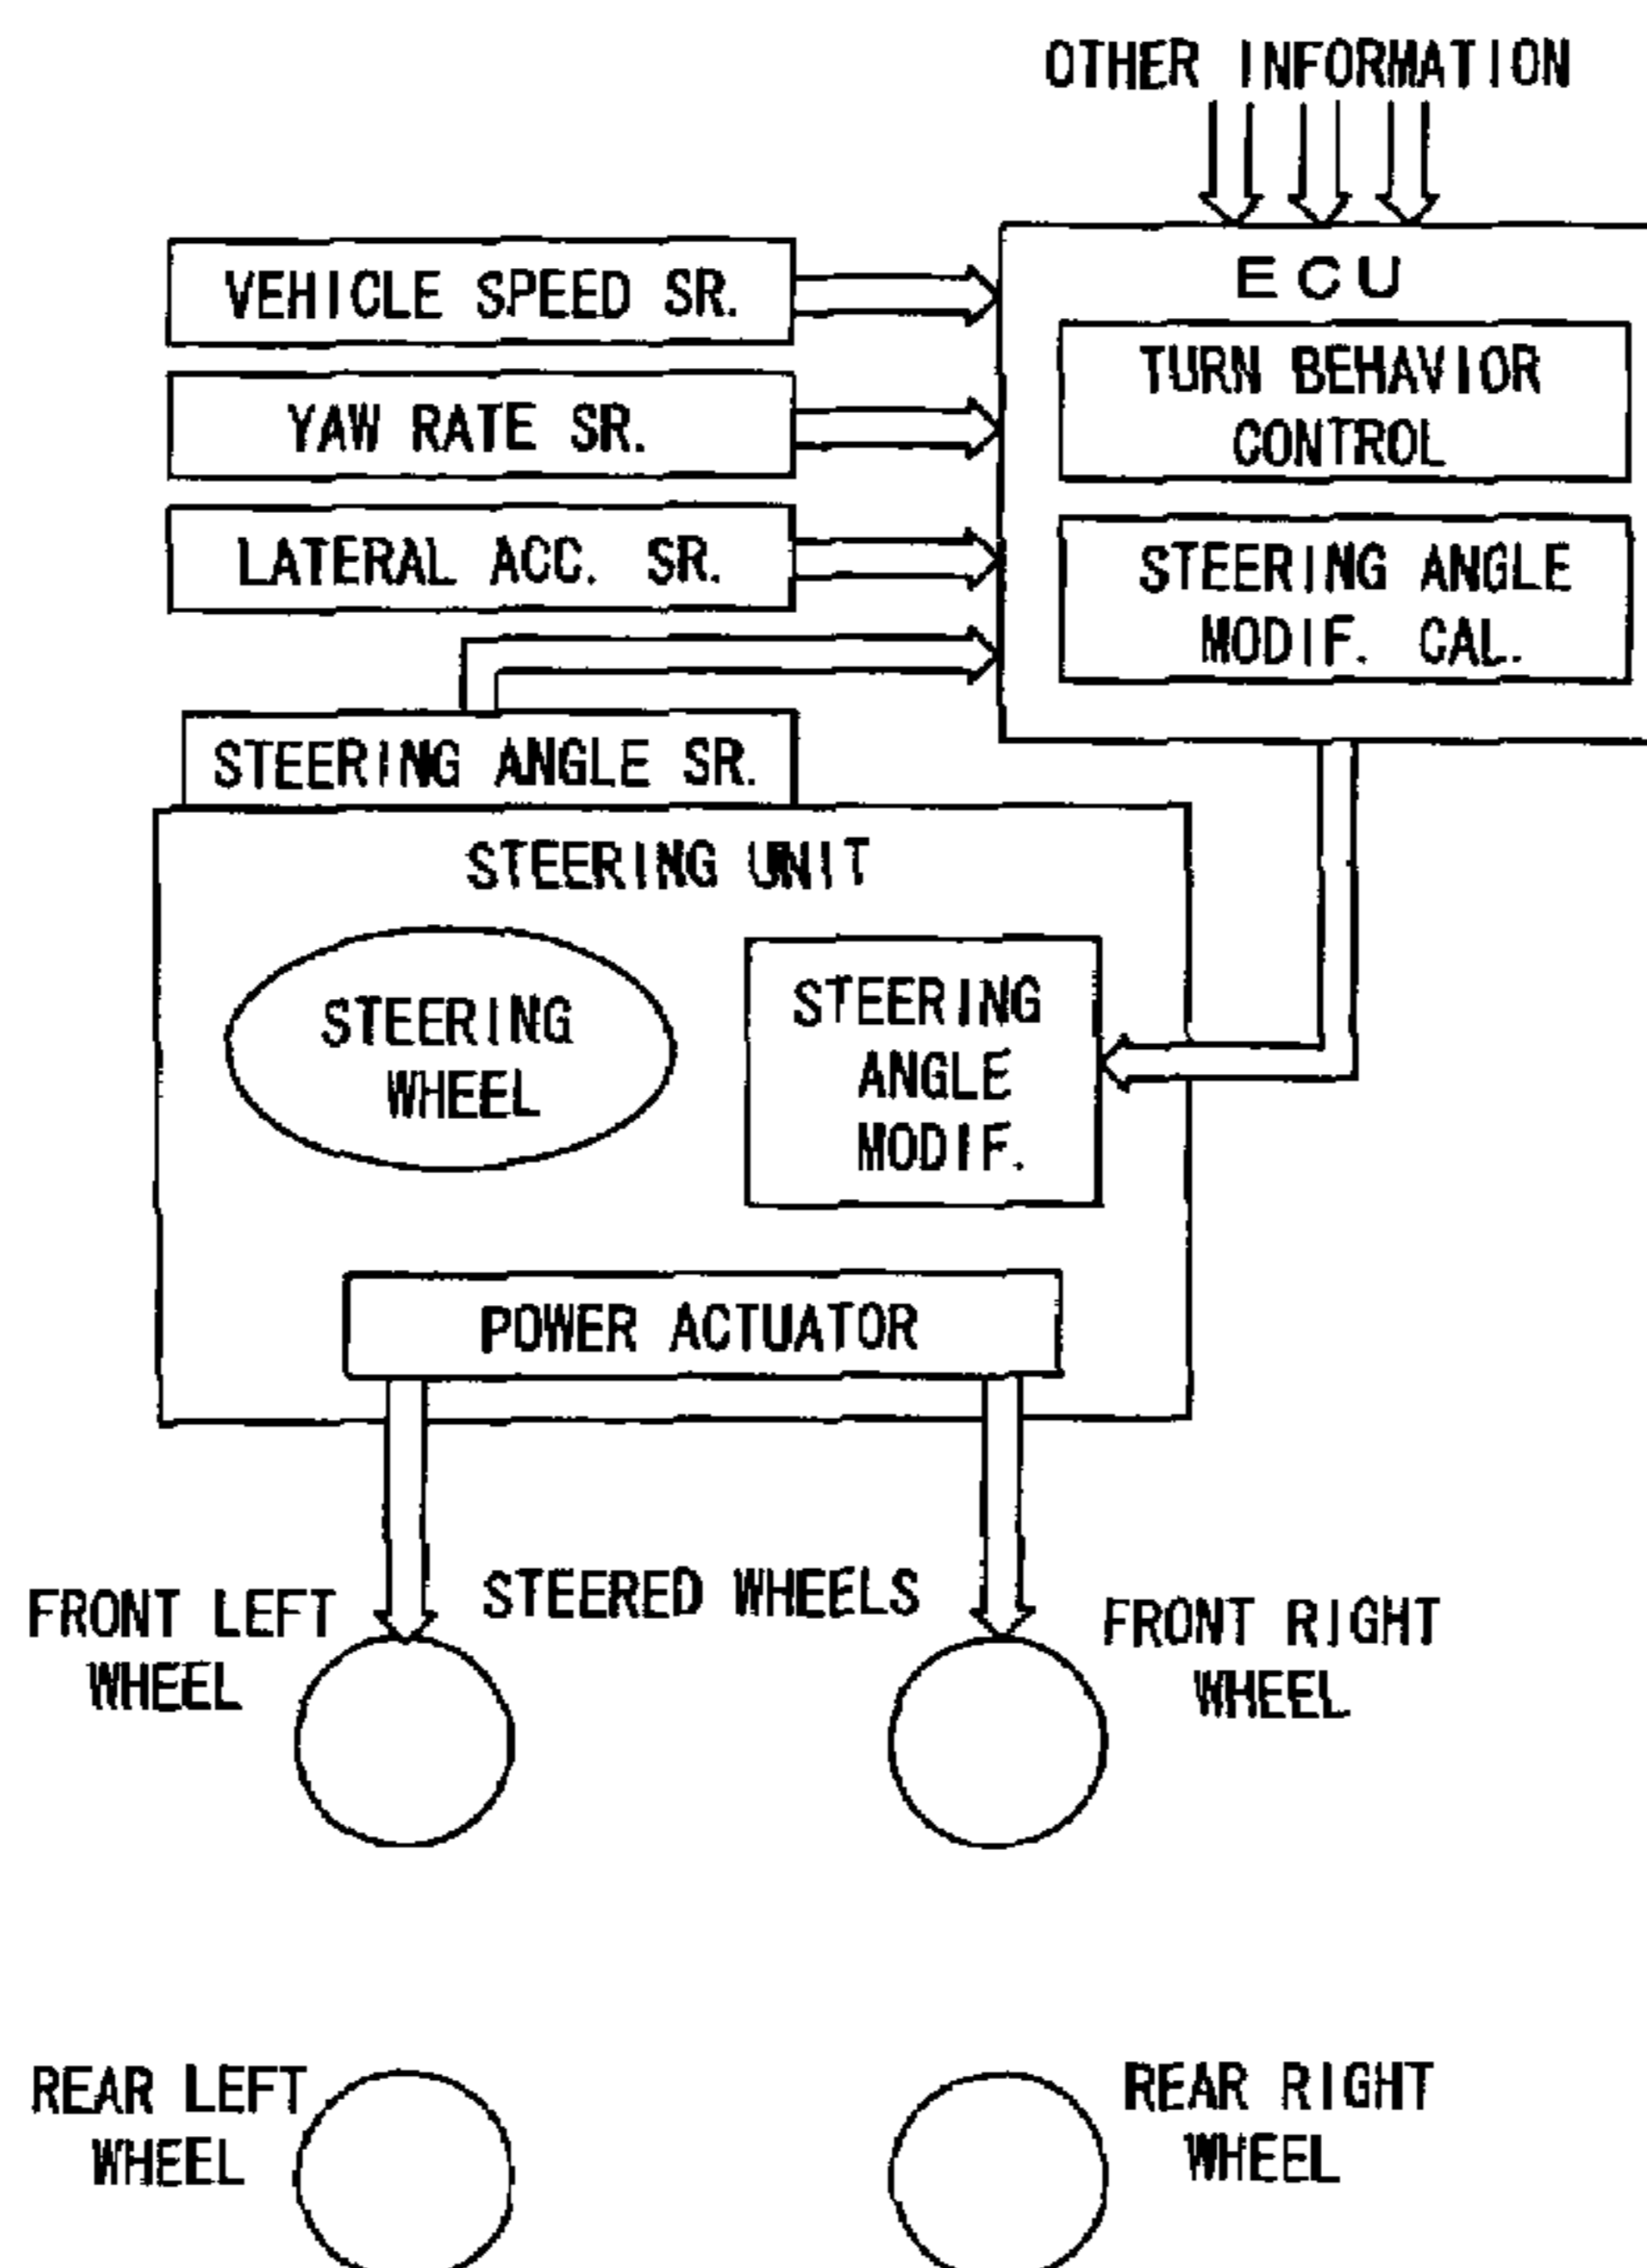 OTHER INFORMATION
ECU
VEHICLE SPEED SR.
TURN BEHAVIOR
CONTROL
YAW RATE SR.
LATERAL ACC. SR.
STEERING ANGLE
MODIF. CAL.
STEERING ANGLE SR.
STEERING UNIT
STEERING
WHEEL
STEERING
ANGLE
MODIF.
POWER ACTUATOR
STEERED WHEELS
FRONT LEFT
WHEEL
FRONT RIGHT
WHEEL
REAR LEFT
WHEEL
REAR RIGHT
WHEEL